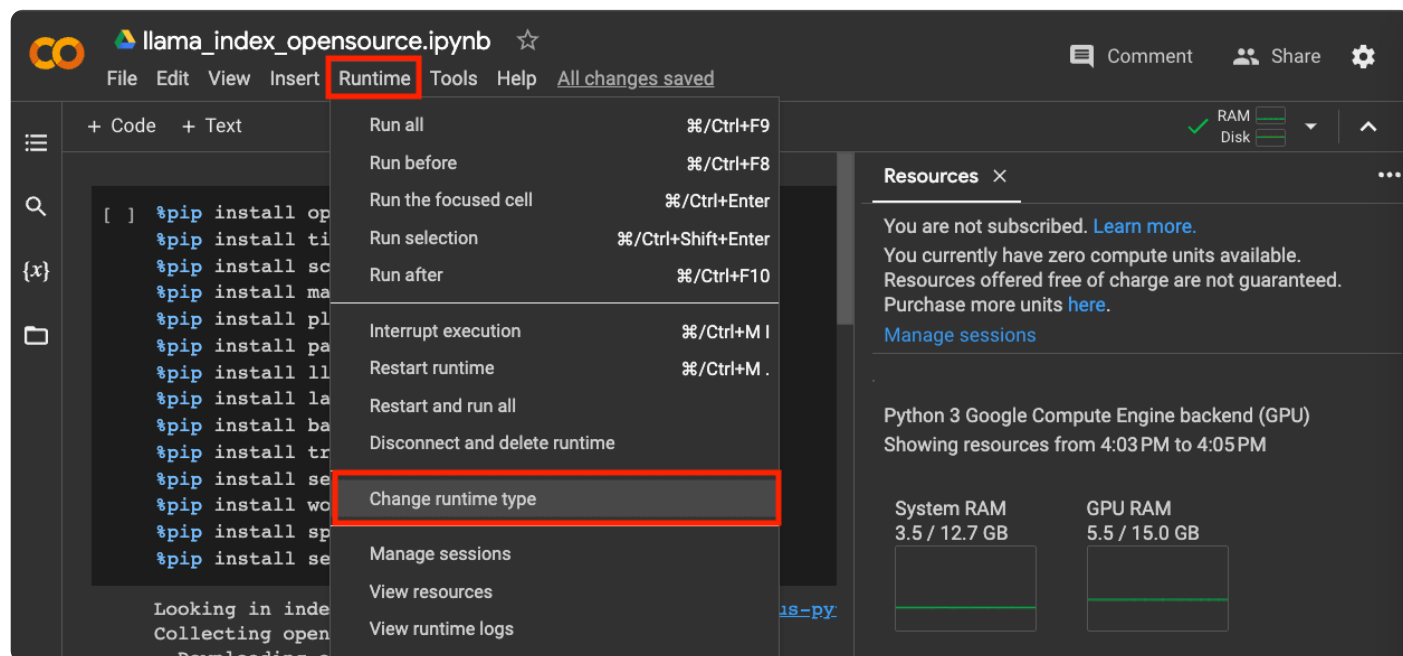 llama_index_opensource.ipynb
File Edit View Insert Runtime Tools Help All changes saved
Comment Share
+ Code + Text
RAM
Disk
Run all ⌘/Ctrl+F9
Run before ⌘/Ctrl+F8
Run the focused cell ⌘/Ctrl+Enter
Run selection ⌘/Ctrl+Shift+Enter
Run after ⌘/Ctrl+F10
Interrupt execution ⌘/Ctrl+M I
Restart runtime ⌘/Ctrl+M .
Restart and run all
Disconnect and delete runtime
Change runtime type
Manage sessions
View resources
View runtime logs
{x}
[ ] %pip install op
%pip install ti
%pip install sc
%pip install ma
%pip install pl
%pip install pa
%pip install ll
%pip install la
%pip install ba
%pip install tr
%pip install se
%pip install wo
%pip install sp
%pip install se
Looking in inde
us-py
Collecting open
Resources
You are not subscribed. Learn more.
You currently have zero compute units available.
Resources offered free of charge are not guaranteed.
Purchase more units here.
Manage sessions
Python 3 Google Compute Engine backend (GPU)
Showing resources from 4:03 PM to 4:05 PM
System RAM
3.5 / 12.7 GB
GPU RAM
5.5 / 15.0 GB